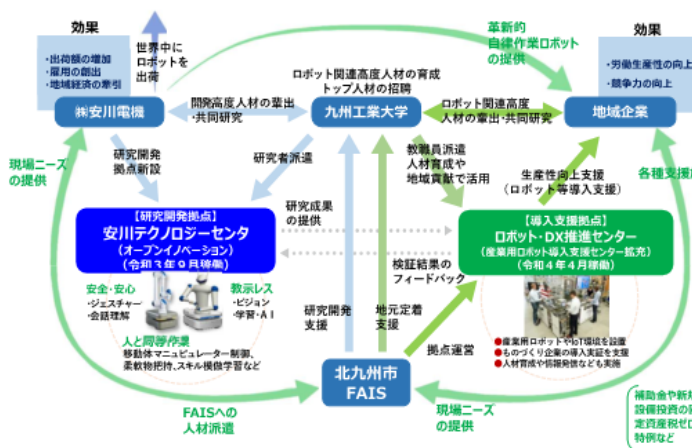 効果
・出荷額の増加
・雇用の創出
・地域経済の牽引
世界中に
ロボットを
出荷
革新的
自律作業ロボット
の提供
効果
・労働生産性の向上
・競争力の向上
ロボット関連高度人材の育成
トップ人材の招聘
㈱安川電機
開発高度人材の輩出
・共同研究
九州工業大学
ロボット関連高度
人材の輩出・共同研究
地域企業
現場ニーズ
の提供
研究開発
拠点新設
研究者派遣
教職員派遣
人材育成や
地域貢献で活用
生産性向上支援
(ロボット等導入支援)
各種支援
【研究開発拠点】
安川テクノロジーセンタ
(オープンイノベーション)
(令和3年9月稼働)
研究成果
の提供
【導入支援拠点】
ロボット・DX推進センター
(産業用ロボット導入支援センター拡充)
(令和4年4月稼働)
検証結果の
フィードバック
安全・安心
・ジェスチャー
・会話理解
教示レス
・ビジョン
・学習・AI
人と同等作業
移動体マニュピレーター制御、
柔軟物把持、スキル模倣学習など
研究開発
支援
地元定着
支援
拠点運営
●産業用ロボットやIoT環境を設置
●ものづくり企業の導入実証を支援
●人材育成や情報発信なども実施
北九州市
FAIS
FAISへの
人材派遣
現場ニーズ
の提供
補助金や新規
設備投資の
定資産税ゼロ
特例など